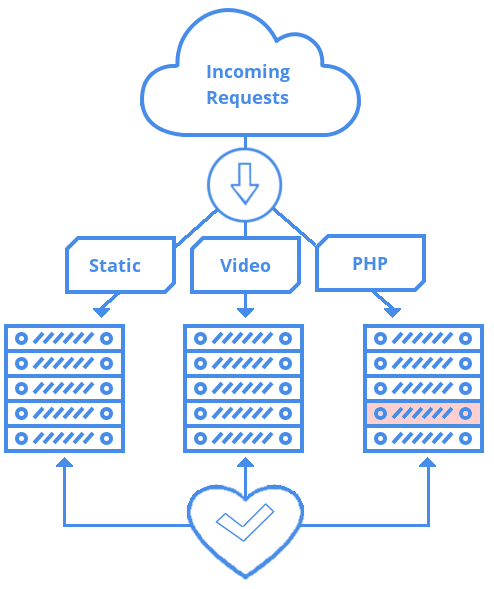 Incoming
Requests
Static
Video
PHP